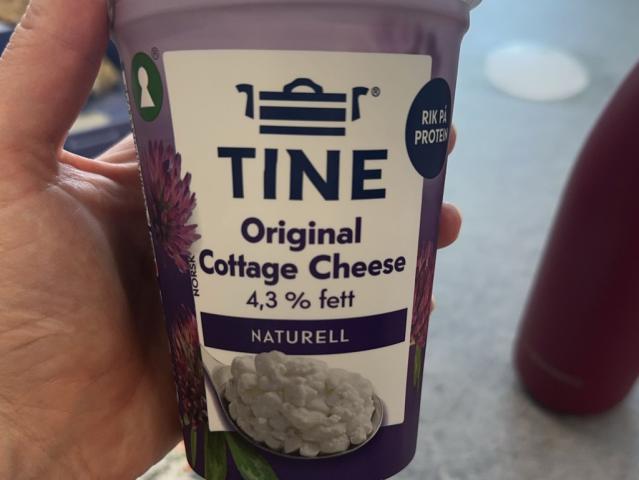 RIK PÅ
PROTEIN
TINE
Original
Cottage Cheese
4,3 % fett
NATURELL
NORSK